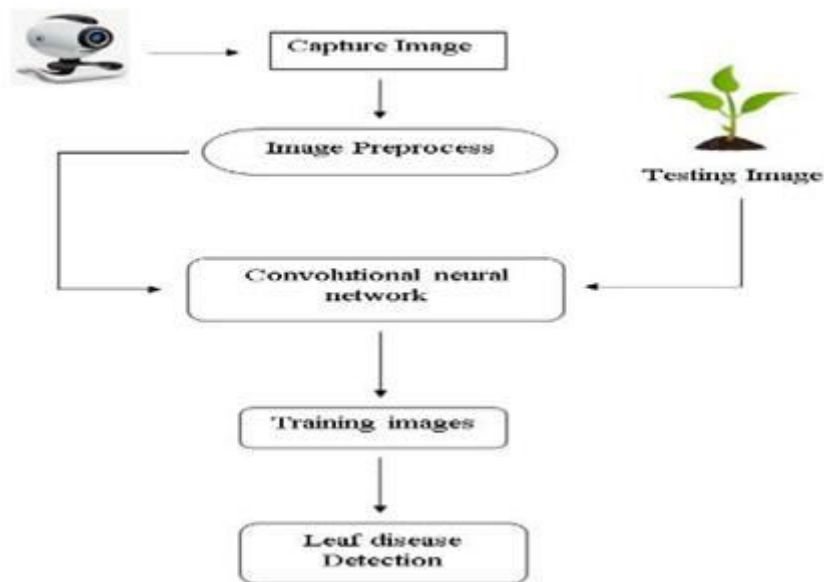 Capture Image
Image Preprocess
Testing Image
Convolutional neural
network
Training images
Leaf disease
Detection